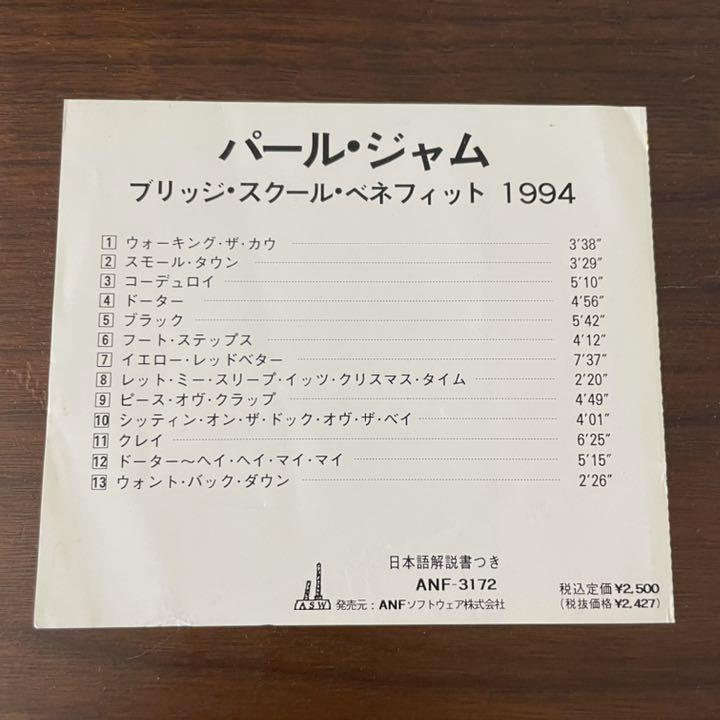 パール・ジャム
ブリッジ・スクール・ベネフィット 1994
1 ウォーキング・ザ・カウ 3'38"
2 スモール・タウン 3'29"
3 コーデュロイ 5'10"
4 ドーター 4'56"
5 ブラック 5'42"
6 フート・ステップス 4'12"
7 イエロー・レッドベター 7'37"
8 レット・ミー・スリープ・イッツ・クリスマス・タイム 2'20"
9 ピース・オヴ・クラップ 4'49"
10 シッティン・オン・ザ・ドック・オヴ・ザ・ベイ 4'01"
11 クレイ 6'25"
12 ドーター〜ヘイ・ヘイ・マイ・マイ 5'15"
13 ウォント・バック・ダウン 2'26"
日本語解説書つき
ANF-3172
ASW 発売元：ANFソフトウェア株式会社
税込定価¥2,500
(税抜価格¥2,427)